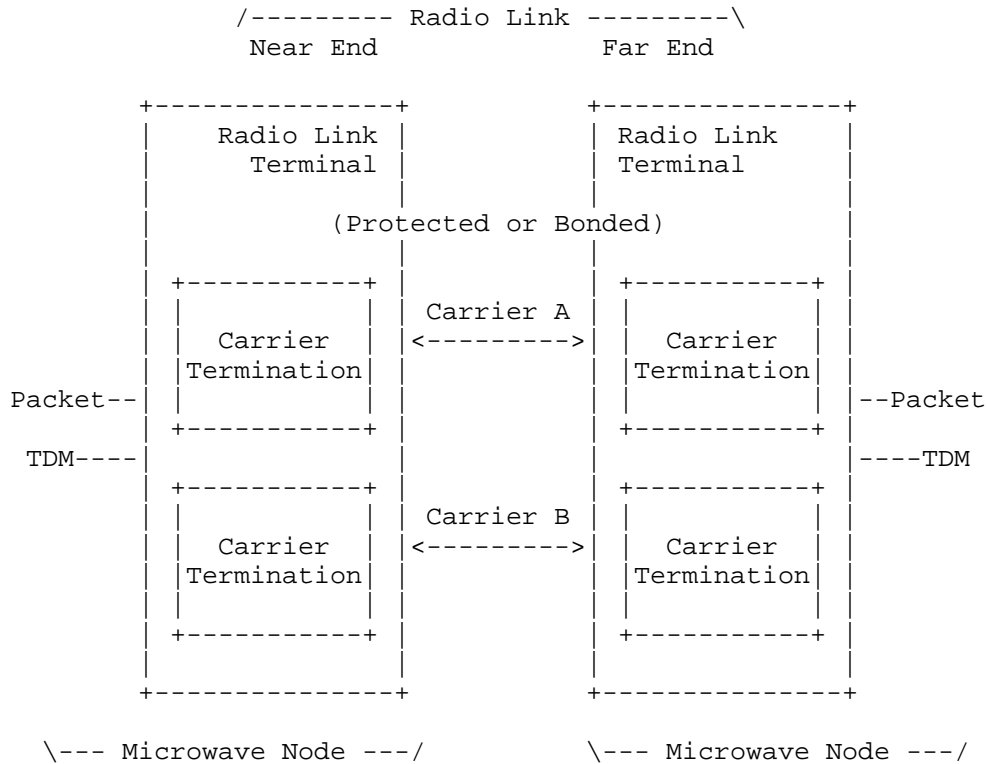 /--------- Radio Link ---------\
Near End Far End
Radio Link Radio Link
Terminal Terminal
(Protected or Bonded)
Carrier A
Carrier <---------> Carrier
Termination Termination
Packet-- --Packet
TDM---- ----TDM
Carrier B
Carrier <---------> Carrier
Termination Termination
\--- Microwave Node ---/ \--- Microwave Node ---/